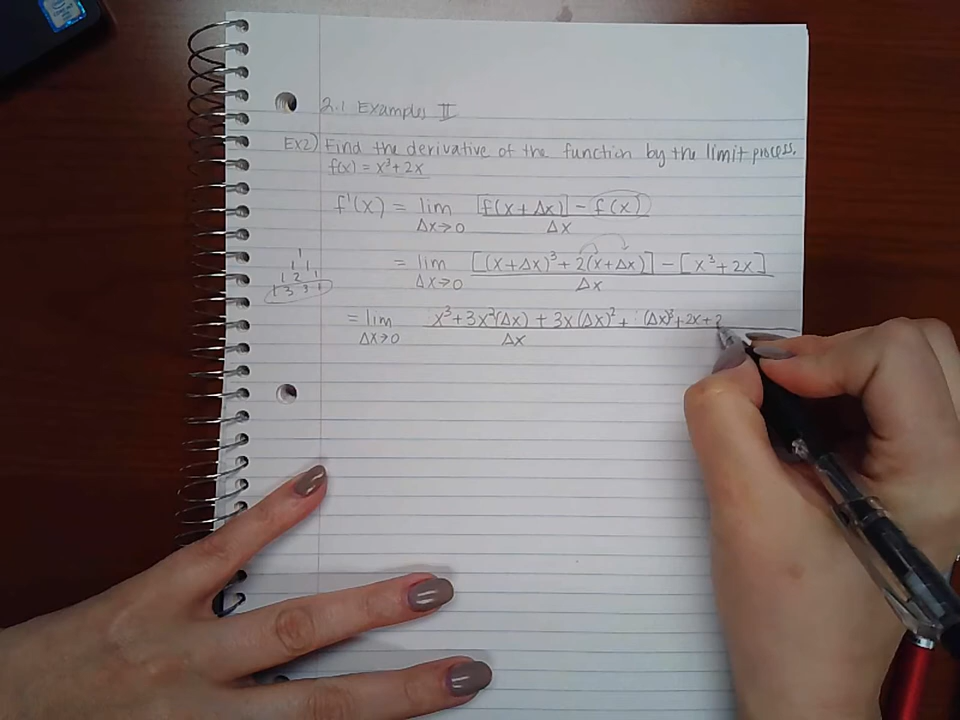 2.1 Examples II
Ex2) Find the derivative of the function by the limit process.
f(x) = x³ + 2x
f'(x) = lim Δx→0 [f(x+Δx)] - f(x) / Δx
1
1 1
1 2 1
1 3 3 1
= lim Δx→0 [(x+Δx)³ + 2(x+Δx)] - [x³ + 2x] / Δx
= lim Δx→0 x³ + 3x²(Δx) + 3x(Δx)² + (Δx)³ + 2x + 2 / Δx